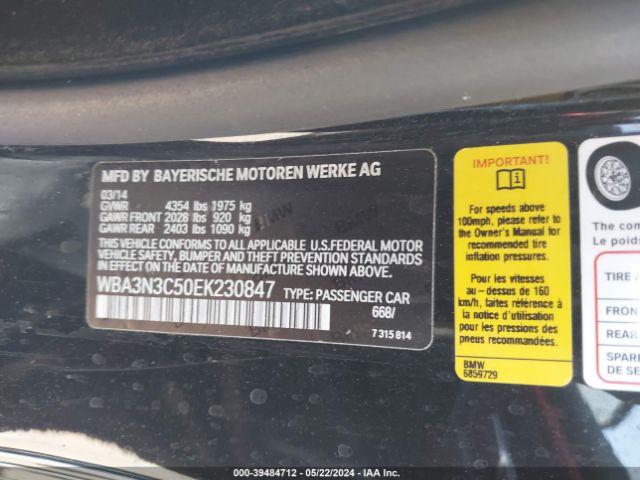 MFD BY BAYERISCHE MOTOREN WERKE AG
03/14
GVWR 4354 lbs 1975 kg
GAWR FRONT 2028 lbs 920 kg
GAWR REAR 2403 lbs 1090 kg
THIS VEHICLE CONFORMS TO ALL APPLICABLE U.S.FEDERAL MOTOR
VEHICLE SAFETY, BUMPER AND THEFT PREVENTION STANDARDS
IN EFFECT ON THE DATE OF MANUFACTURE SHOWN ABOVE.
WBA3N3C50EK230847 TYPE: PASSENGER CAR
668/
7 315 814
IMPORTANT!
For speeds above
100mph, please refer to
the Owner's Manual for
recommended tire
inflation pressures.
Pour les vitesses
au - dessus de 160
km/h, faites référence à
la notice d'utilisation
pour les pressions des
pneus recommandées.
BMW
6859729
The com
Le poids
TIRE
FRON
REAR
SPARE
DE SE
000-39484712 - 05/22/2024 - IAA Inc.